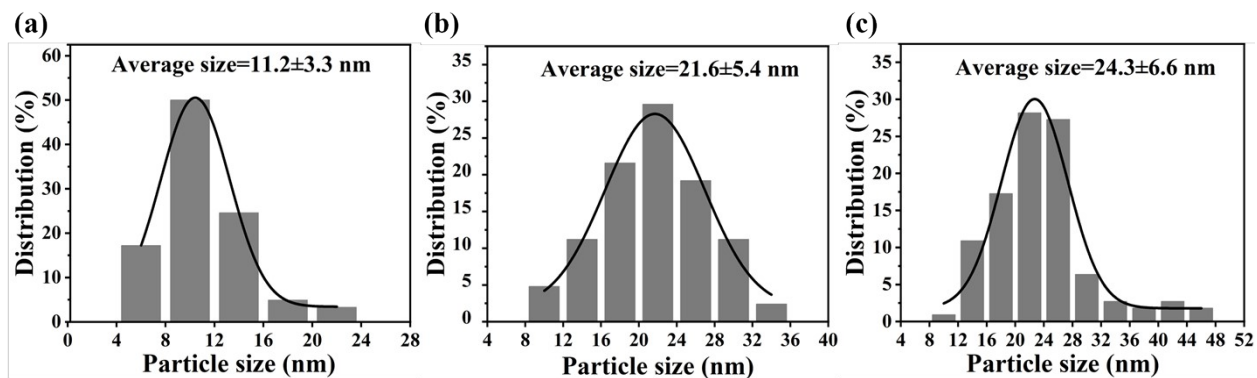 (a)
Average size=11.2±3.3 nm
Distribution (%)
60
50
40
30
20
10
0
0 4 8 12 16 20 24 28
Particle size (nm)
(b)
Average size=21.6±5.4 nm
Distribution (%)
35
30
25
20
15
10
5
0
4 8 12 16 20 24 28 32 36 40
Particle size (nm)
(c)
Average size=24.3±6.6 nm
Distribution (%)
35
30
25
20
15
10
5
0
4 8 12 16 20 24 28 32 36 40 44 48 52
Particle size (nm)